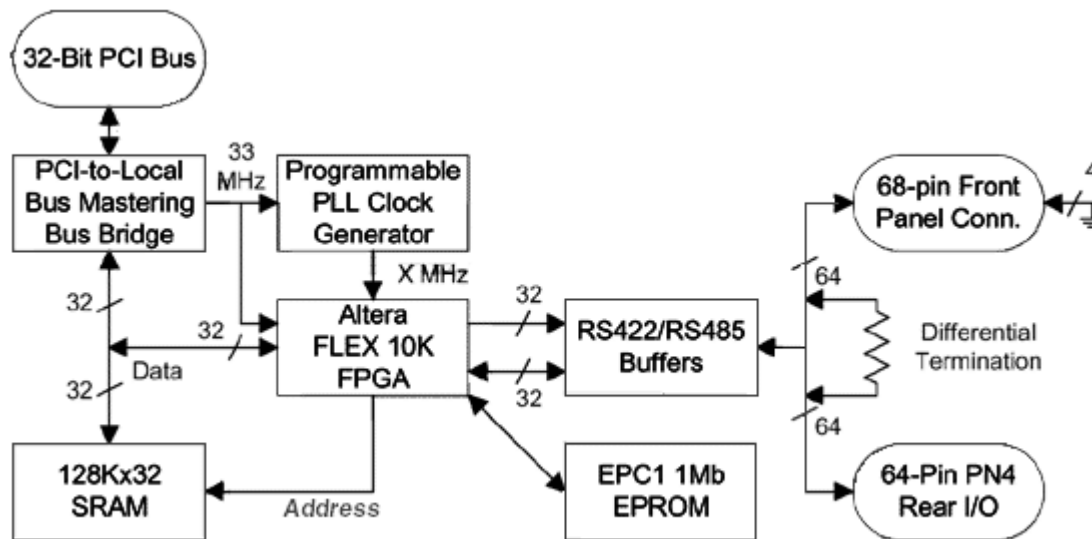 32-Bit PCI Bus
PCI-to-Local
Bus Mastering
Bus Bridge
33
MHz
Programmable
PLL Clock
Generator
68-pin Front
Panel Conn.
4
X MHz
64
32
32
32
Altera
FLEX 10K
FPGA
RS422/RS485
Buffers
Differential
Termination
Data
32
32
64
128Kx32
SRAM
Address
EPC1 1Mb
EPROM
64-Pin PN4
Rear I/O